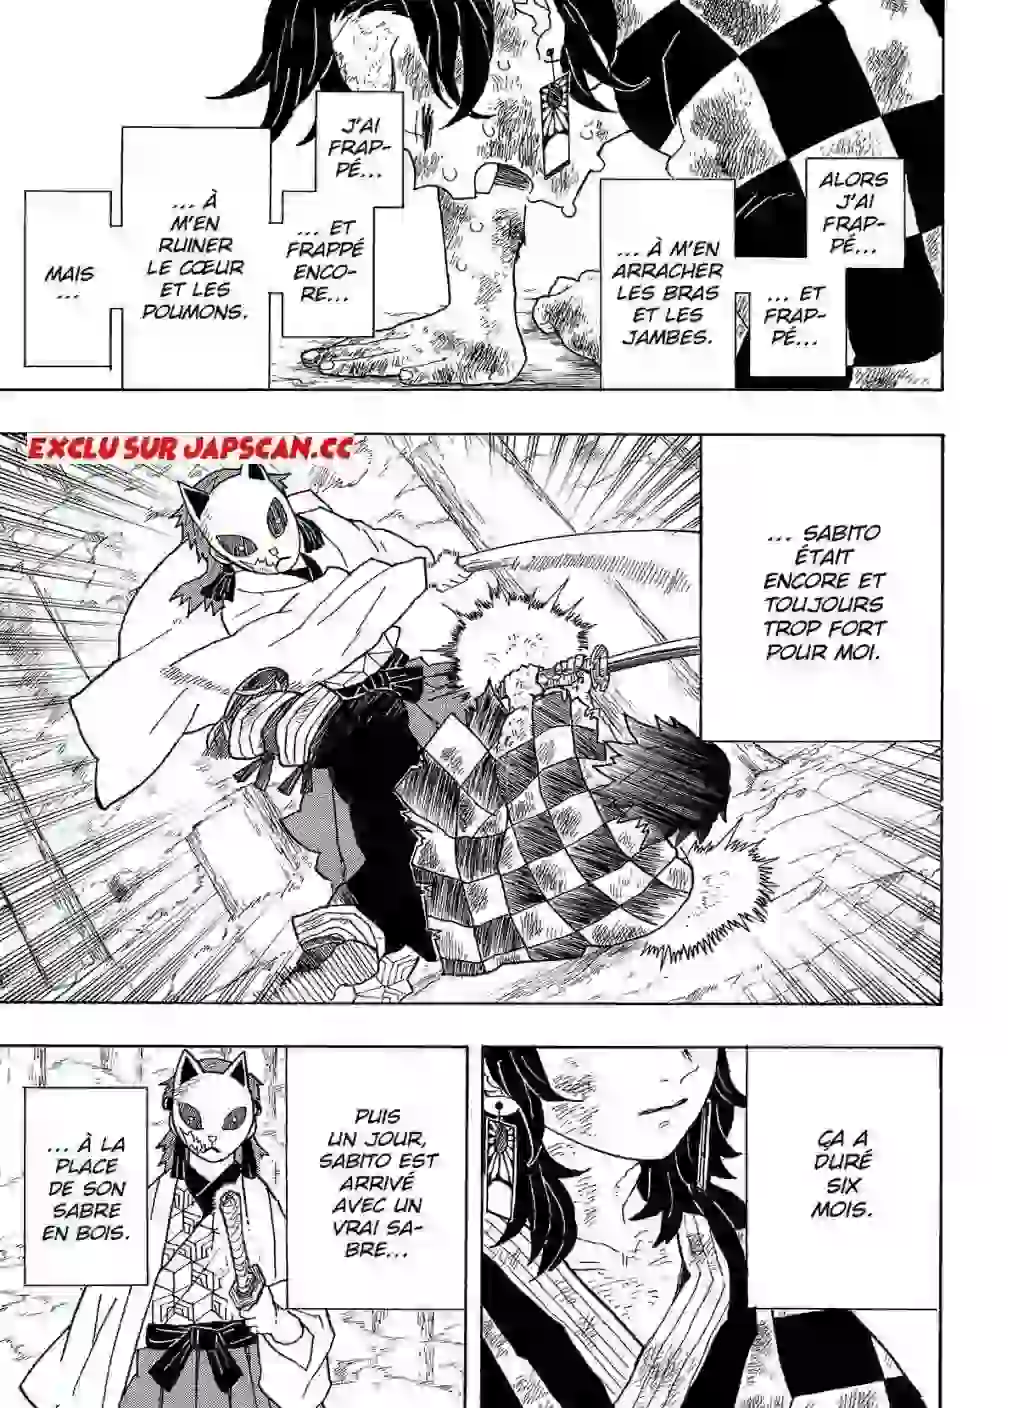 ALORS
J'AI
FRAP-
PÉ...
... ET
FRAP-
PÉ...
... À M'EN
ARRACHER
LES BRAS
ET LES
JAMBES.
J'AI
FRAP-
PÉ...
... ET
FRAPPÉ
ENCO-
RE...
... À
M'EN
RUINER
LE CŒUR
ET LES
POUMONS.
MAIS
...
EXCLU SUR JAPSCAN.CC
... SABITO
ÉTAIT
ENCORE ET
TOUJOURS
TROP FORT
POUR MOI.
ÇA A
DURÉ
SIX
MOIS.
PUIS
UN JOUR,
SABITO EST
ARRIVÉ
AVEC UN
VRAI SA-
BRE...
... À LA
PLACE
DE SON
SABRE
EN BOIS.